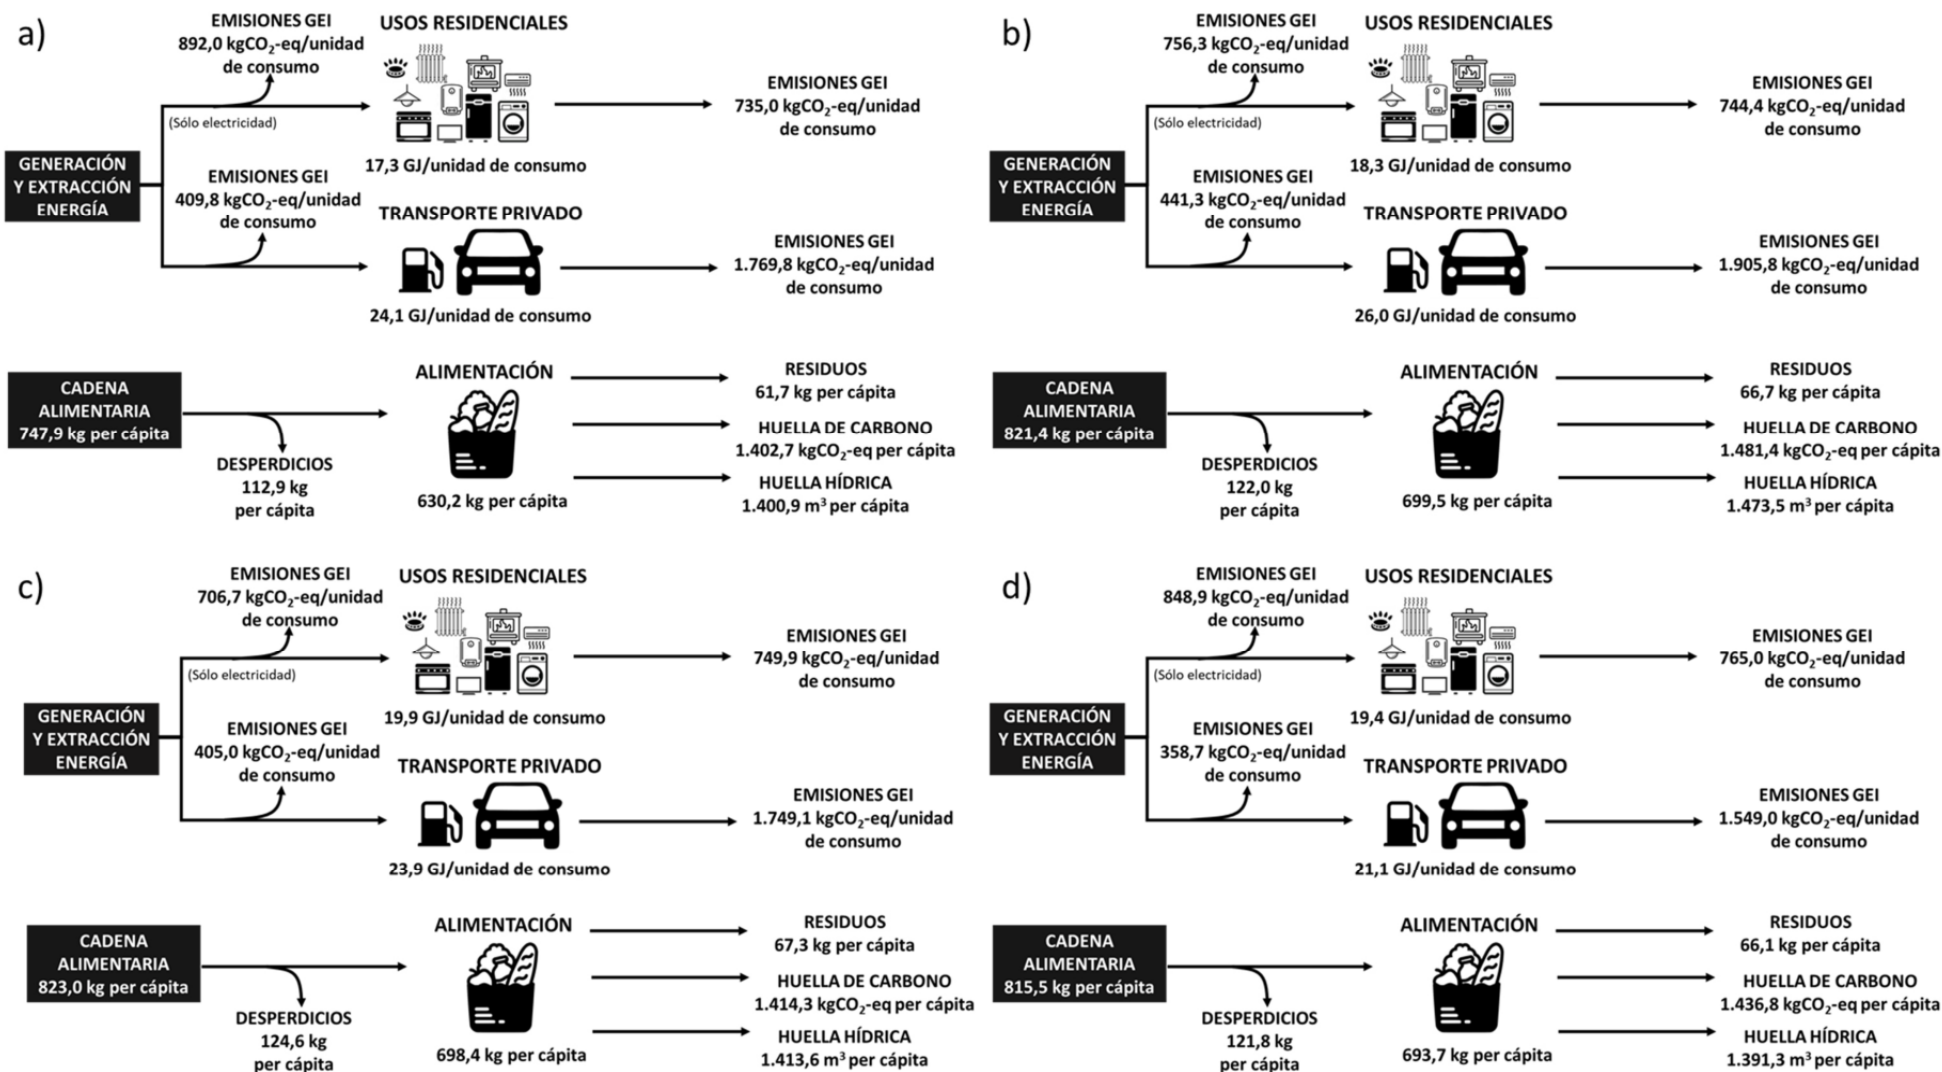 a)
EMISIONES GEI
892,0 kgCO₂-eq/unidad
de consumo
USOS RESIDENCIALES
(Sólo electricidad)
17,3 GJ/unidad de consumo
EMISIONES GEI
735,0 kgCO₂-eq/unidad
de consumo
GENERACIÓN
Y EXTRACCIÓN
ENERGÍA
EMISIONES GEI
409,8 kgCO₂-eq/unidad
de consumo
TRANSPORTE PRIVADO
24,1 GJ/unidad de consumo
EMISIONES GEI
1.769,8 kgCO₂-eq/unidad
de consumo
CADENA
ALIMENTARIA
747,9 kg per cápita
DESPERDICIOS
112,9 kg
per cápita
ALIMENTACIÓN
630,2 kg per cápita
RESIDUOS
61,7 kg per cápita
HUELLA DE CARBONO
1.402,7 kgCO₂-eq per cápita
HUELLA HÍDRICA
1.400,9 m³ per cápita
b)
EMISIONES GEI
756,3 kgCO₂-eq/unidad
de consumo
USOS RESIDENCIALES
(Sólo electricidad)
18,3 GJ/unidad de consumo
EMISIONES GEI
744,4 kgCO₂-eq/unidad
de consumo
GENERACIÓN
Y EXTRACCIÓN
ENERGÍA
EMISIONES GEI
441,3 kgCO₂-eq/unidad
de consumo
TRANSPORTE PRIVADO
26,0 GJ/unidad de consumo
EMISIONES GEI
1.905,8 kgCO₂-eq/unidad
de consumo
CADENA
ALIMENTARIA
821,4 kg per cápita
DESPERDICIOS
122,0 kg
per cápita
ALIMENTACIÓN
699,5 kg per cápita
RESIDUOS
66,7 kg per cápita
HUELLA DE CARBONO
1.481,4 kgCO₂-eq per cápita
HUELLA HÍDRICA
1.473,5 m³ per cápita
c)
EMISIONES GEI
706,7 kgCO₂-eq/unidad
de consumo
USOS RESIDENCIALES
(Sólo electricidad)
19,9 GJ/unidad de consumo
EMISIONES GEI
749,9 kgCO₂-eq/unidad
de consumo
GENERACIÓN
Y EXTRACCIÓN
ENERGÍA
EMISIONES GEI
405,0 kgCO₂-eq/unidad
de consumo
TRANSPORTE PRIVADO
23,9 GJ/unidad de consumo
EMISIONES GEI
1.749,1 kgCO₂-eq/unidad
de consumo
CADENA
ALIMENTARIA
823,0 kg per cápita
DESPERDICIOS
124,6 kg
per cápita
ALIMENTACIÓN
698,4 kg per cápita
RESIDUOS
67,3 kg per cápita
HUELLA DE CARBONO
1.414,3 kgCO₂-eq per cápita
HUELLA HÍDRICA
1.413,6 m³ per cápita
d)
EMISIONES GEI
848,9 kgCO₂-eq/unidad
de consumo
USOS RESIDENCIALES
(Sólo electricidad)
19,4 GJ/unidad de consumo
EMISIONES GEI
765,0 kgCO₂-eq/unidad
de consumo
GENERACIÓN
Y EXTRACCIÓN
ENERGÍA
EMISIONES GEI
358,7 kgCO₂-eq/unidad
de consumo
TRANSPORTE PRIVADO
21,1 GJ/unidad de consumo
EMISIONES GEI
1.549,0 kgCO₂-eq/unidad
de consumo
CADENA
ALIMENTARIA
815,5 kg per cápita
DESPERDICIOS
121,8 kg
per cápita
ALIMENTACIÓN
693,7 kg per cápita
RESIDUOS
66,1 kg per cápita
HUELLA DE CARBONO
1.436,8 kgCO₂-eq per cápita
HUELLA HÍDRICA
1.391,3 m³ per cápita